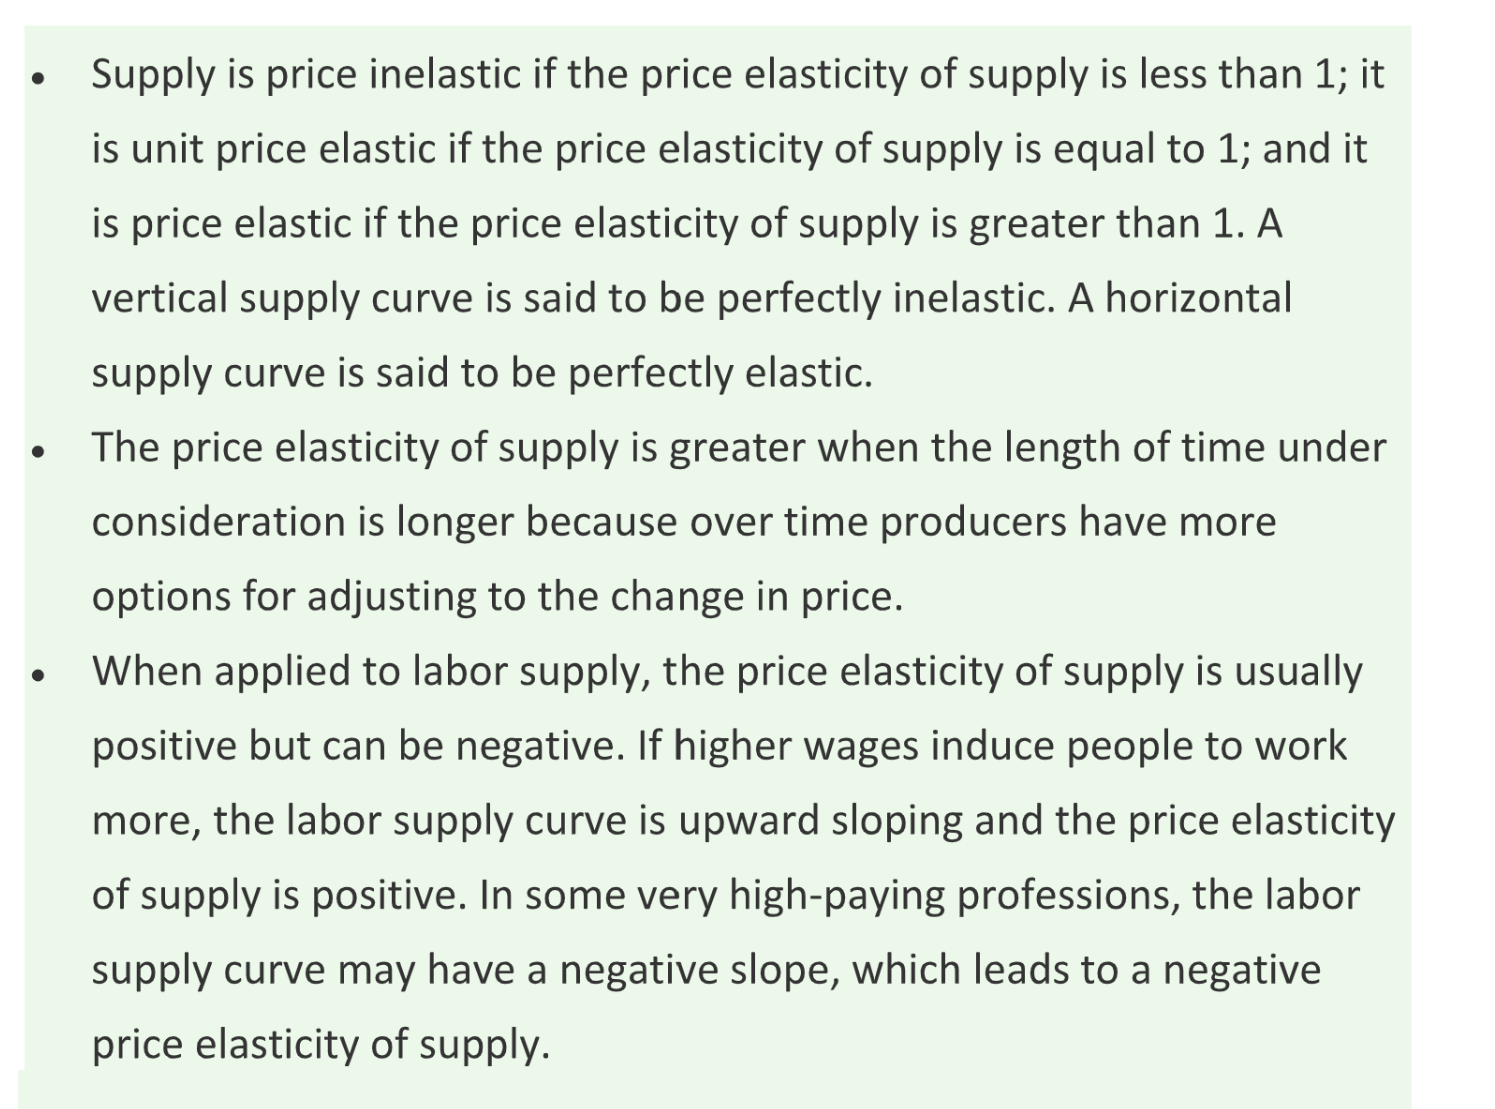 • Supply is price inelastic if the price elasticity of supply is less than 1; it
is unit price elastic if the price elasticity of supply is equal to 1; and it
is price elastic if the price elasticity of supply is greater than 1. A
vertical supply curve is said to be perfectly inelastic. A horizontal
supply curve is said to be perfectly elastic.
• The price elasticity of supply is greater when the length of time under
consideration is longer because over time producers have more
options for adjusting to the change in price.
• When applied to labor supply, the price elasticity of supply is usually
positive but can be negative. If higher wages induce people to work
more, the labor supply curve is upward sloping and the price elasticity
of supply is positive. In some very high-paying professions, the labor
supply curve may have a negative slope, which leads to a negative
price elasticity of supply.